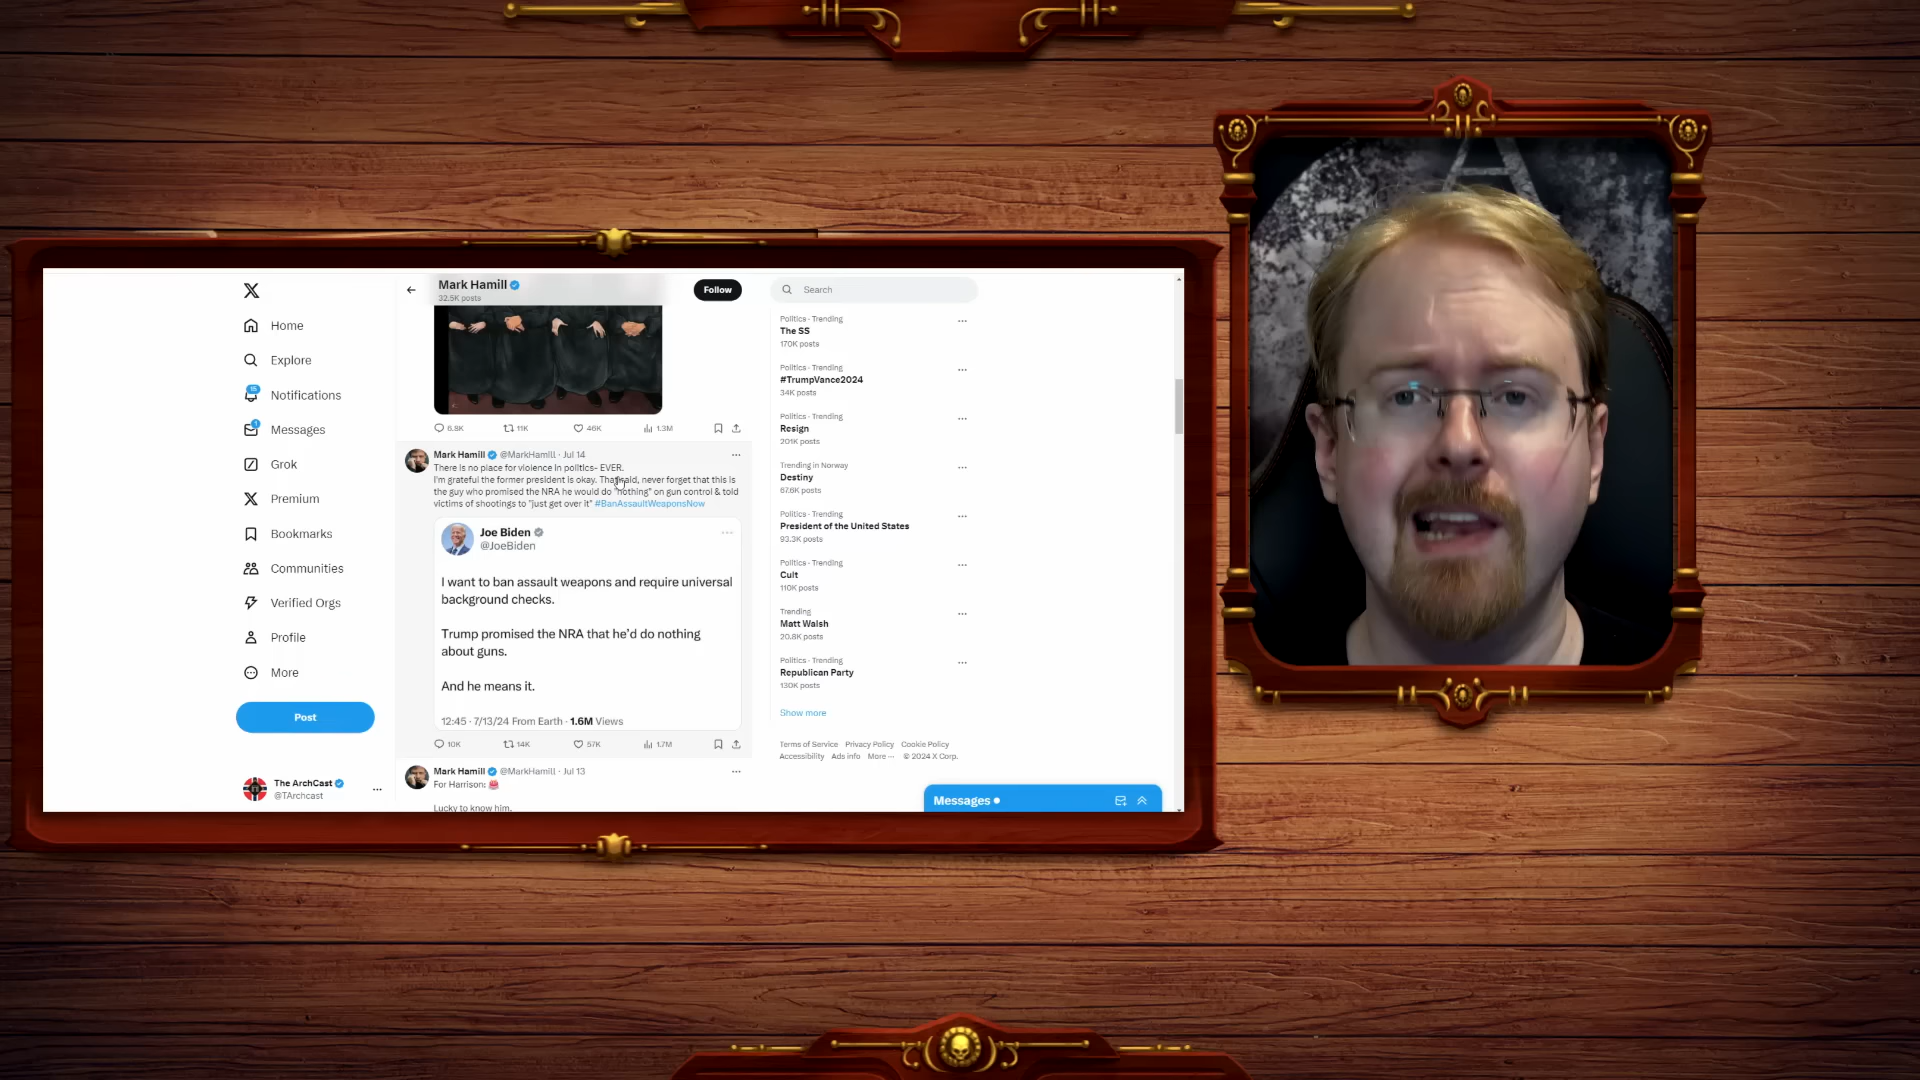 Home
Explore
15
Notifications
1
Messages
Grok
Premium
Bookmarks
Communities
Verified Orgs
Profile
More
Post
The ArchCast
@TArchcast
Mark Hamill
32.5K posts
Follow
6.8K 11K 46K 1.3M
Mark Hamill @MarkHamill · Jul 14
There is no place for violence in politics- EVER.
I'm grateful the former president is okay. That said, never forget that this is
the guy who promised the NRA he would do "nothing" on gun control & told
victims of shootings to "just get over it" #BanAssaultWeaponsNow
Joe Biden
@JoeBiden
I want to ban assault weapons and require universal
background checks.
Trump promised the NRA that he'd do nothing
about guns.
And he means it.
12:45 · 7/13/24 From Earth · 1.6M Views
10K 14K 57K 1.7M
Mark Hamill @MarkHamill · Jul 13
For Harrison:
Lucky to know him.
Search
Politics · Trending
The SS
170K posts
Politics · Trending
#TrumpVance2024
34K posts
Politics · Trending
Resign
201K posts
Trending in Norway
Destiny
67.6K posts
Politics · Trending
President of the United States
93.3K posts
Politics · Trending
Cult
110K posts
Trending
Matt Walsh
20.8K posts
Politics · Trending
Republican Party
130K posts
Show more
Terms of Service Privacy Policy Cookie Policy
Accessibility Ads info More ··· © 2024 X Corp.
Messages